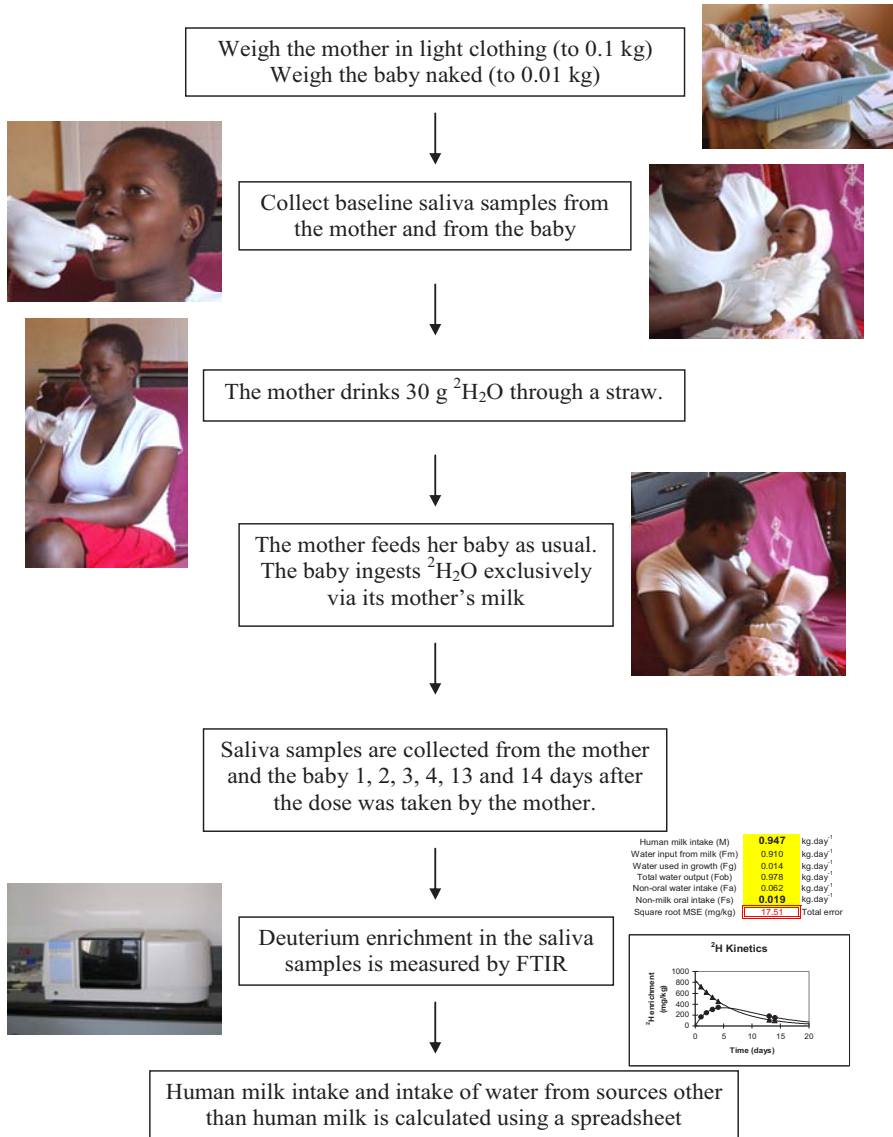 Weigh the mother in light clothing (to 0.1 kg)
Weigh the baby naked (to 0.01 kg)
Collect baseline saliva samples from
the mother and from the baby
The mother drinks 30 g ²H₂O through a straw.
The mother feeds her baby as usual.
The baby ingests ²H₂O exclusively
via its mother's milk
Saliva samples are collected from the mother
and the baby 1, 2, 3, 4, 13 and 14 days after
the dose was taken by the mother.
Human milk intake (M) 0.947 kg.day⁻¹
Water input from milk (Fm) 0.910 kg.day⁻¹
Water used in growth (Fg) 0.014 kg.day⁻¹
Total water output (Fob) 0.978 kg.day⁻¹
Non-oral water intake (Fa) 0.062 kg.day⁻¹
Non-milk oral intake (Fs) 0.019 kg.day⁻¹
Square root MSE (mg/kg) 17.51 Total error
Deuterium enrichment in the saliva
samples is measured by FTIR
²H Kinetics
²H enrichment
(mg/kg)
1000
800
600
400
200
0
0 5 10 15 20
Time (days)
Human milk intake and intake of water from sources other
than human milk is calculated using a spreadsheet